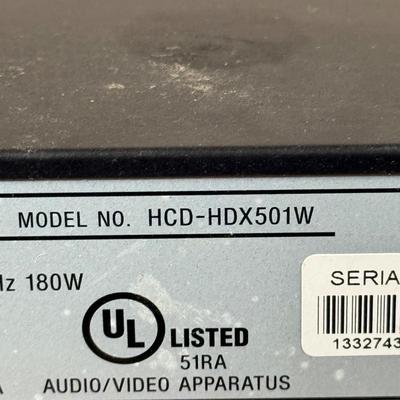 MODEL NO. HCD-HDX501W
Hz 180W
SERIA
UL LISTED
51RA
1332743
A AUDIO/VIDEO APPARATUS